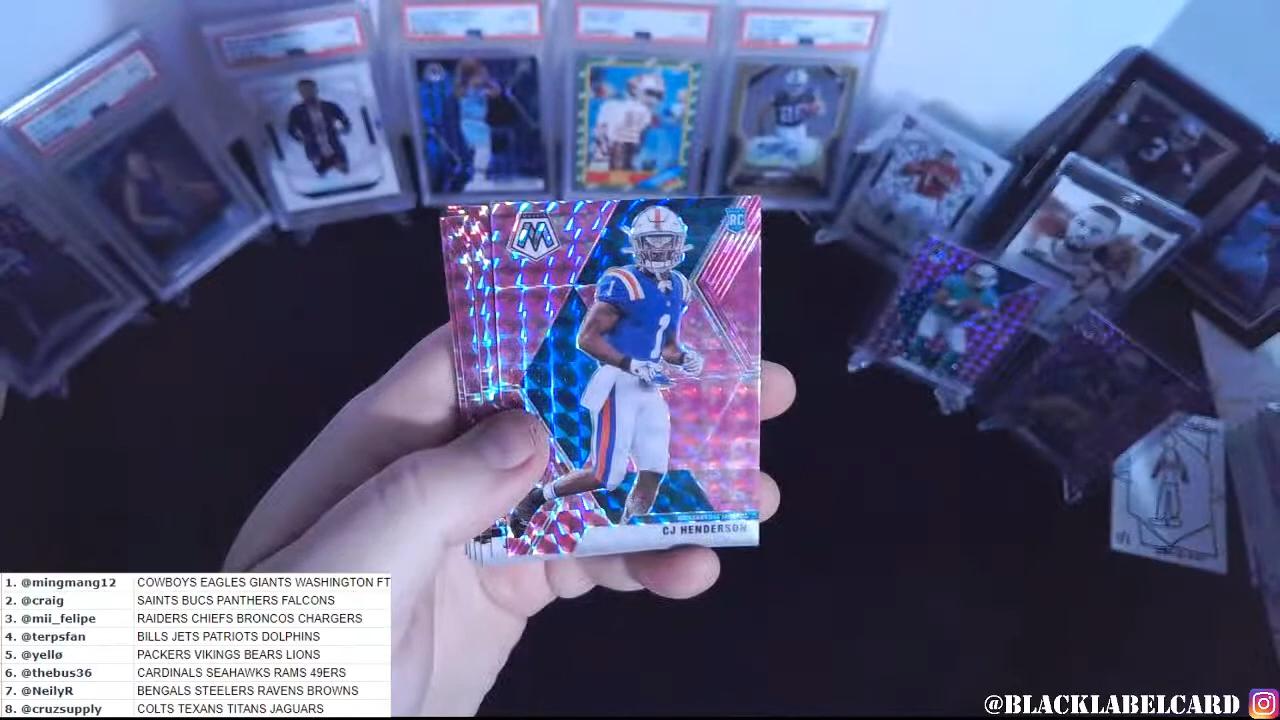 RC
1
CJ HENDERSON
3
1. @mingmang12 COWBOYS EAGLES GIANTS WASHINGTON FT
2. @craig SAINTS BUCS PANTHERS FALCONS
3. @mii_felipe RAIDERS CHIEFS BRONCOS CHARGERS
4. @terpsfan BILLS JETS PATRIOTS DOLPHINS
5. @yellø PACKERS VIKINGS BEARS LIONS
6. @thebus36 CARDINALS SEAHAWKS RAMS 49ERS
7. @NeilyR BENGALS STEELERS RAVENS BROWNS
8. @cruzsupply COLTS TEXANS TITANS JAGUARS
@BLACKLABELCARD